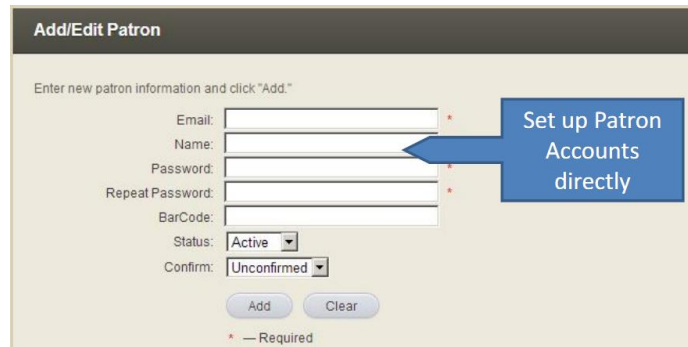 Add/Edit Patron
Enter new patron information and click "Add."
Email: *
Name:
Password: *
Repeat Password: *
BarCode:
Status: Active
Confirm: Unconfirmed
Add Clear
* — Required
Set up Patron
Accounts
directly